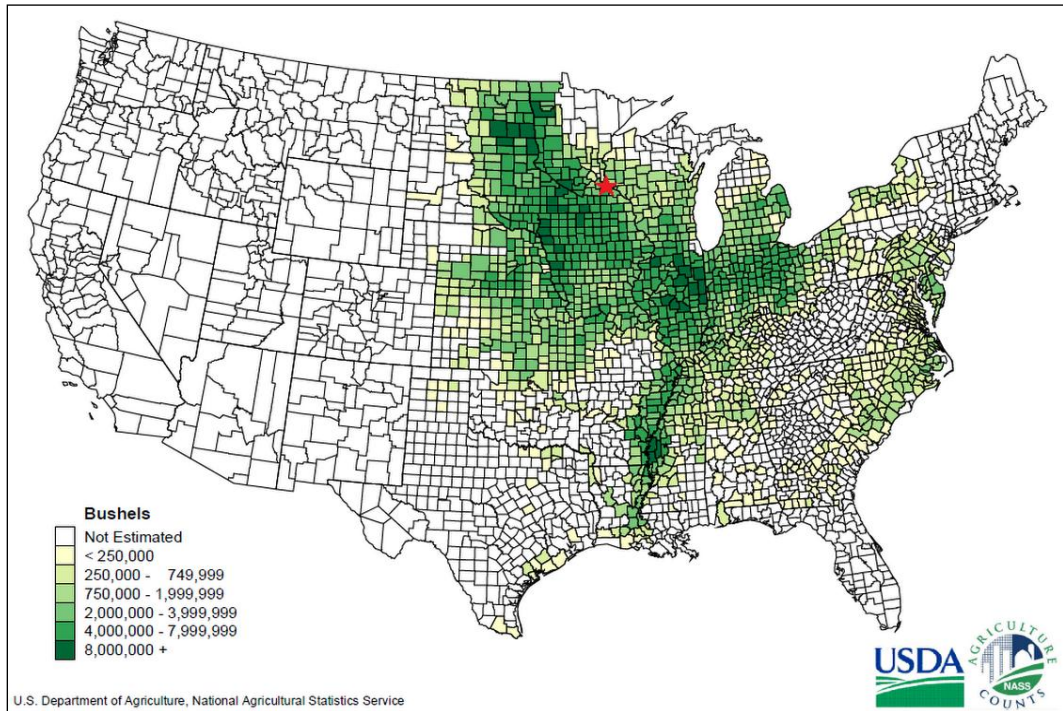 Bushels
Not Estimated
< 250,000
250,000 - 749,999
750,000 - 1,999,999
2,000,000 - 3,999,999
4,000,000 - 7,999,999
8,000,000 +
U.S. Department of Agriculture, National Agricultural Statistics Service
USDA
AGRICULTURE
NASS
COUNTS